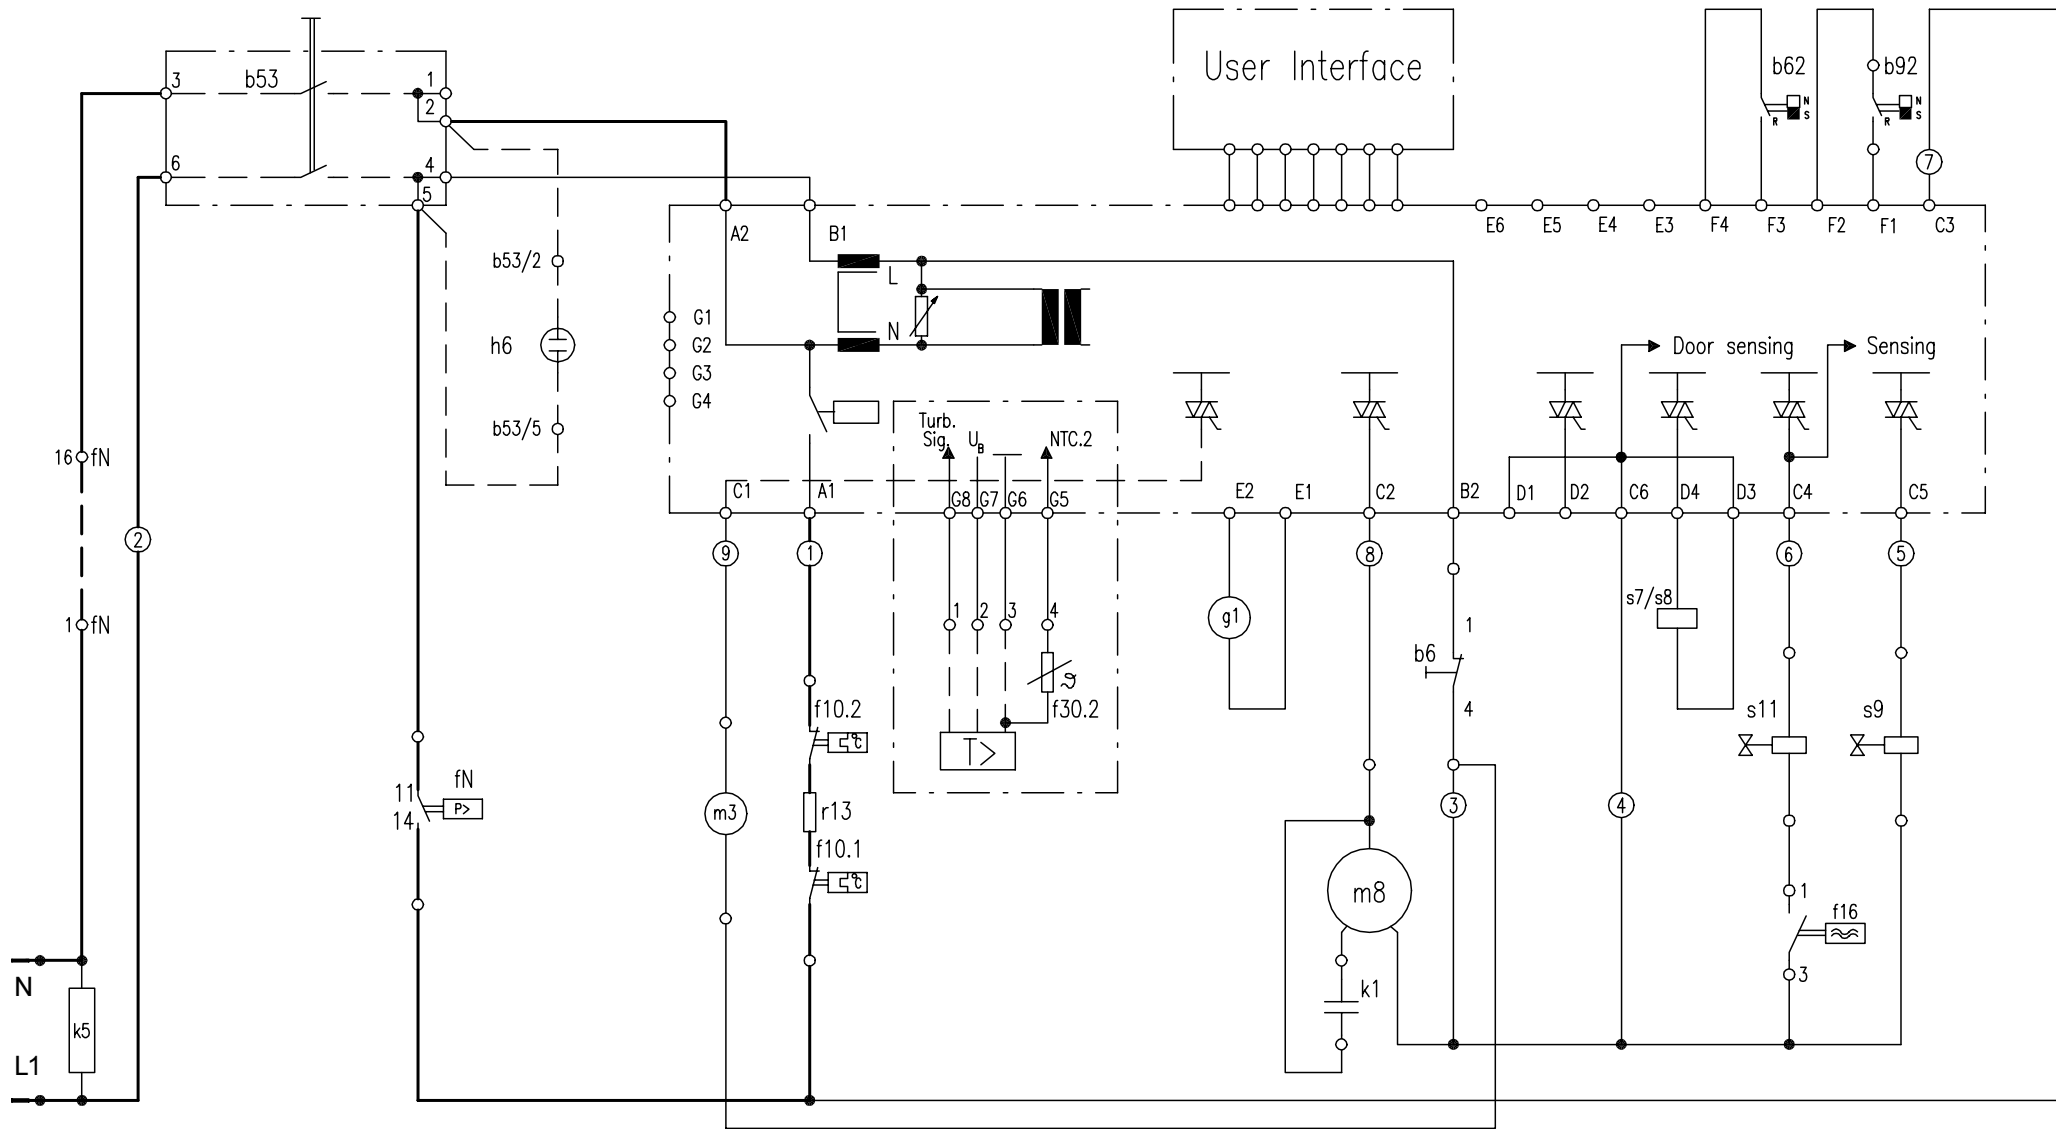 User Interface
b53
3
1
2
6
4
5
b62
N
S
R
b92
N
S
R
7
A2
B1
E6
E5
E4
E3
F4
F3
F2
F1
C3
b53/2
h6
b53/5
G1
G2
G3
G4
L
N
Door sensing
Sensing
Turb.
Sig.
UB
NTC.2
16 fN
1 fN
2
C1
A1
G8
G7
G6
G5
E2
E1
C2
B2
D1
D2
C6
D4
D3
C4
C5
9
1
8
6
5
1
2
3
4
g1
1
b6
4
s7/s8
f10.2
°C
f30.2
ϑ
T>
s11
s9
11
14
fN
P>
m3
r13
f10.1
°C
3
4
m8
k1
1
f16
3
N
k5
L1